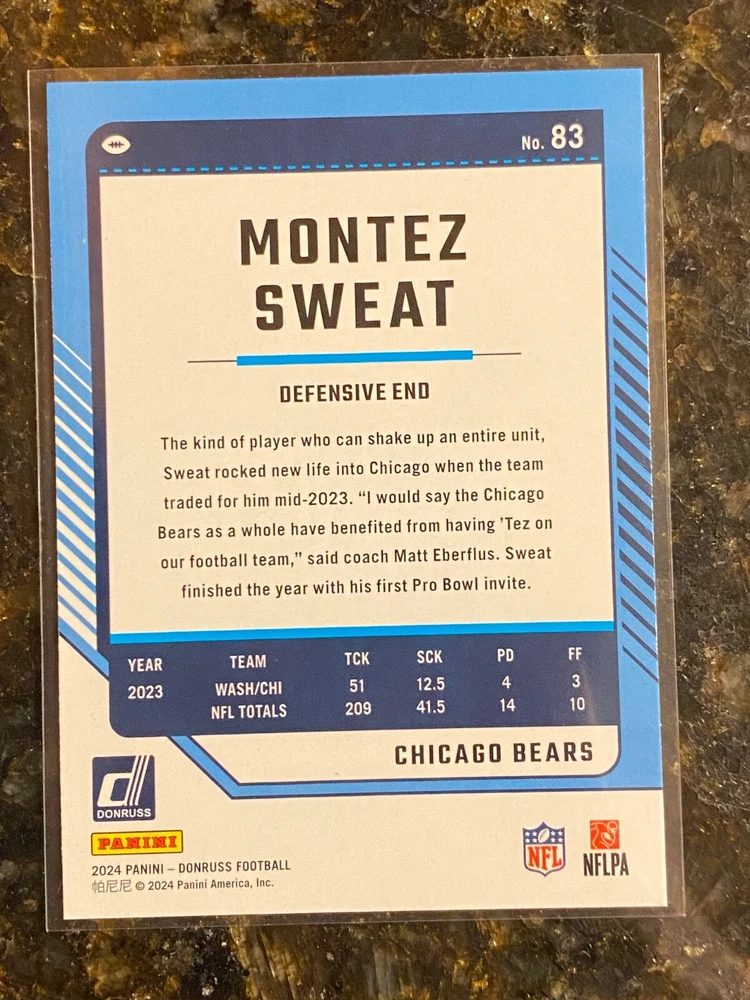 No. 83
MONTEZ
SWEAT
DEFENSIVE END
The kind of player who can shake up an entire unit,
Sweat rocked new life into Chicago when the team
traded for him mid-2023. “I would say the Chicago
Bears as a whole have benefited from having ’Tez on
our football team,” said coach Matt Eberflus. Sweat
finished the year with his first Pro Bowl invite.
YEAR TEAM TCK SCK PD FF
2023 WASH/CHI 51 12.5 4 3
NFL TOTALS 209 41.5 14 10
CHICAGO BEARS
d
DONRUSS
PANINI
2024 PANINI – DONRUSS FOOTBALL
帕尼尼 © 2024 Panini America, Inc.
NFL
NFLPA